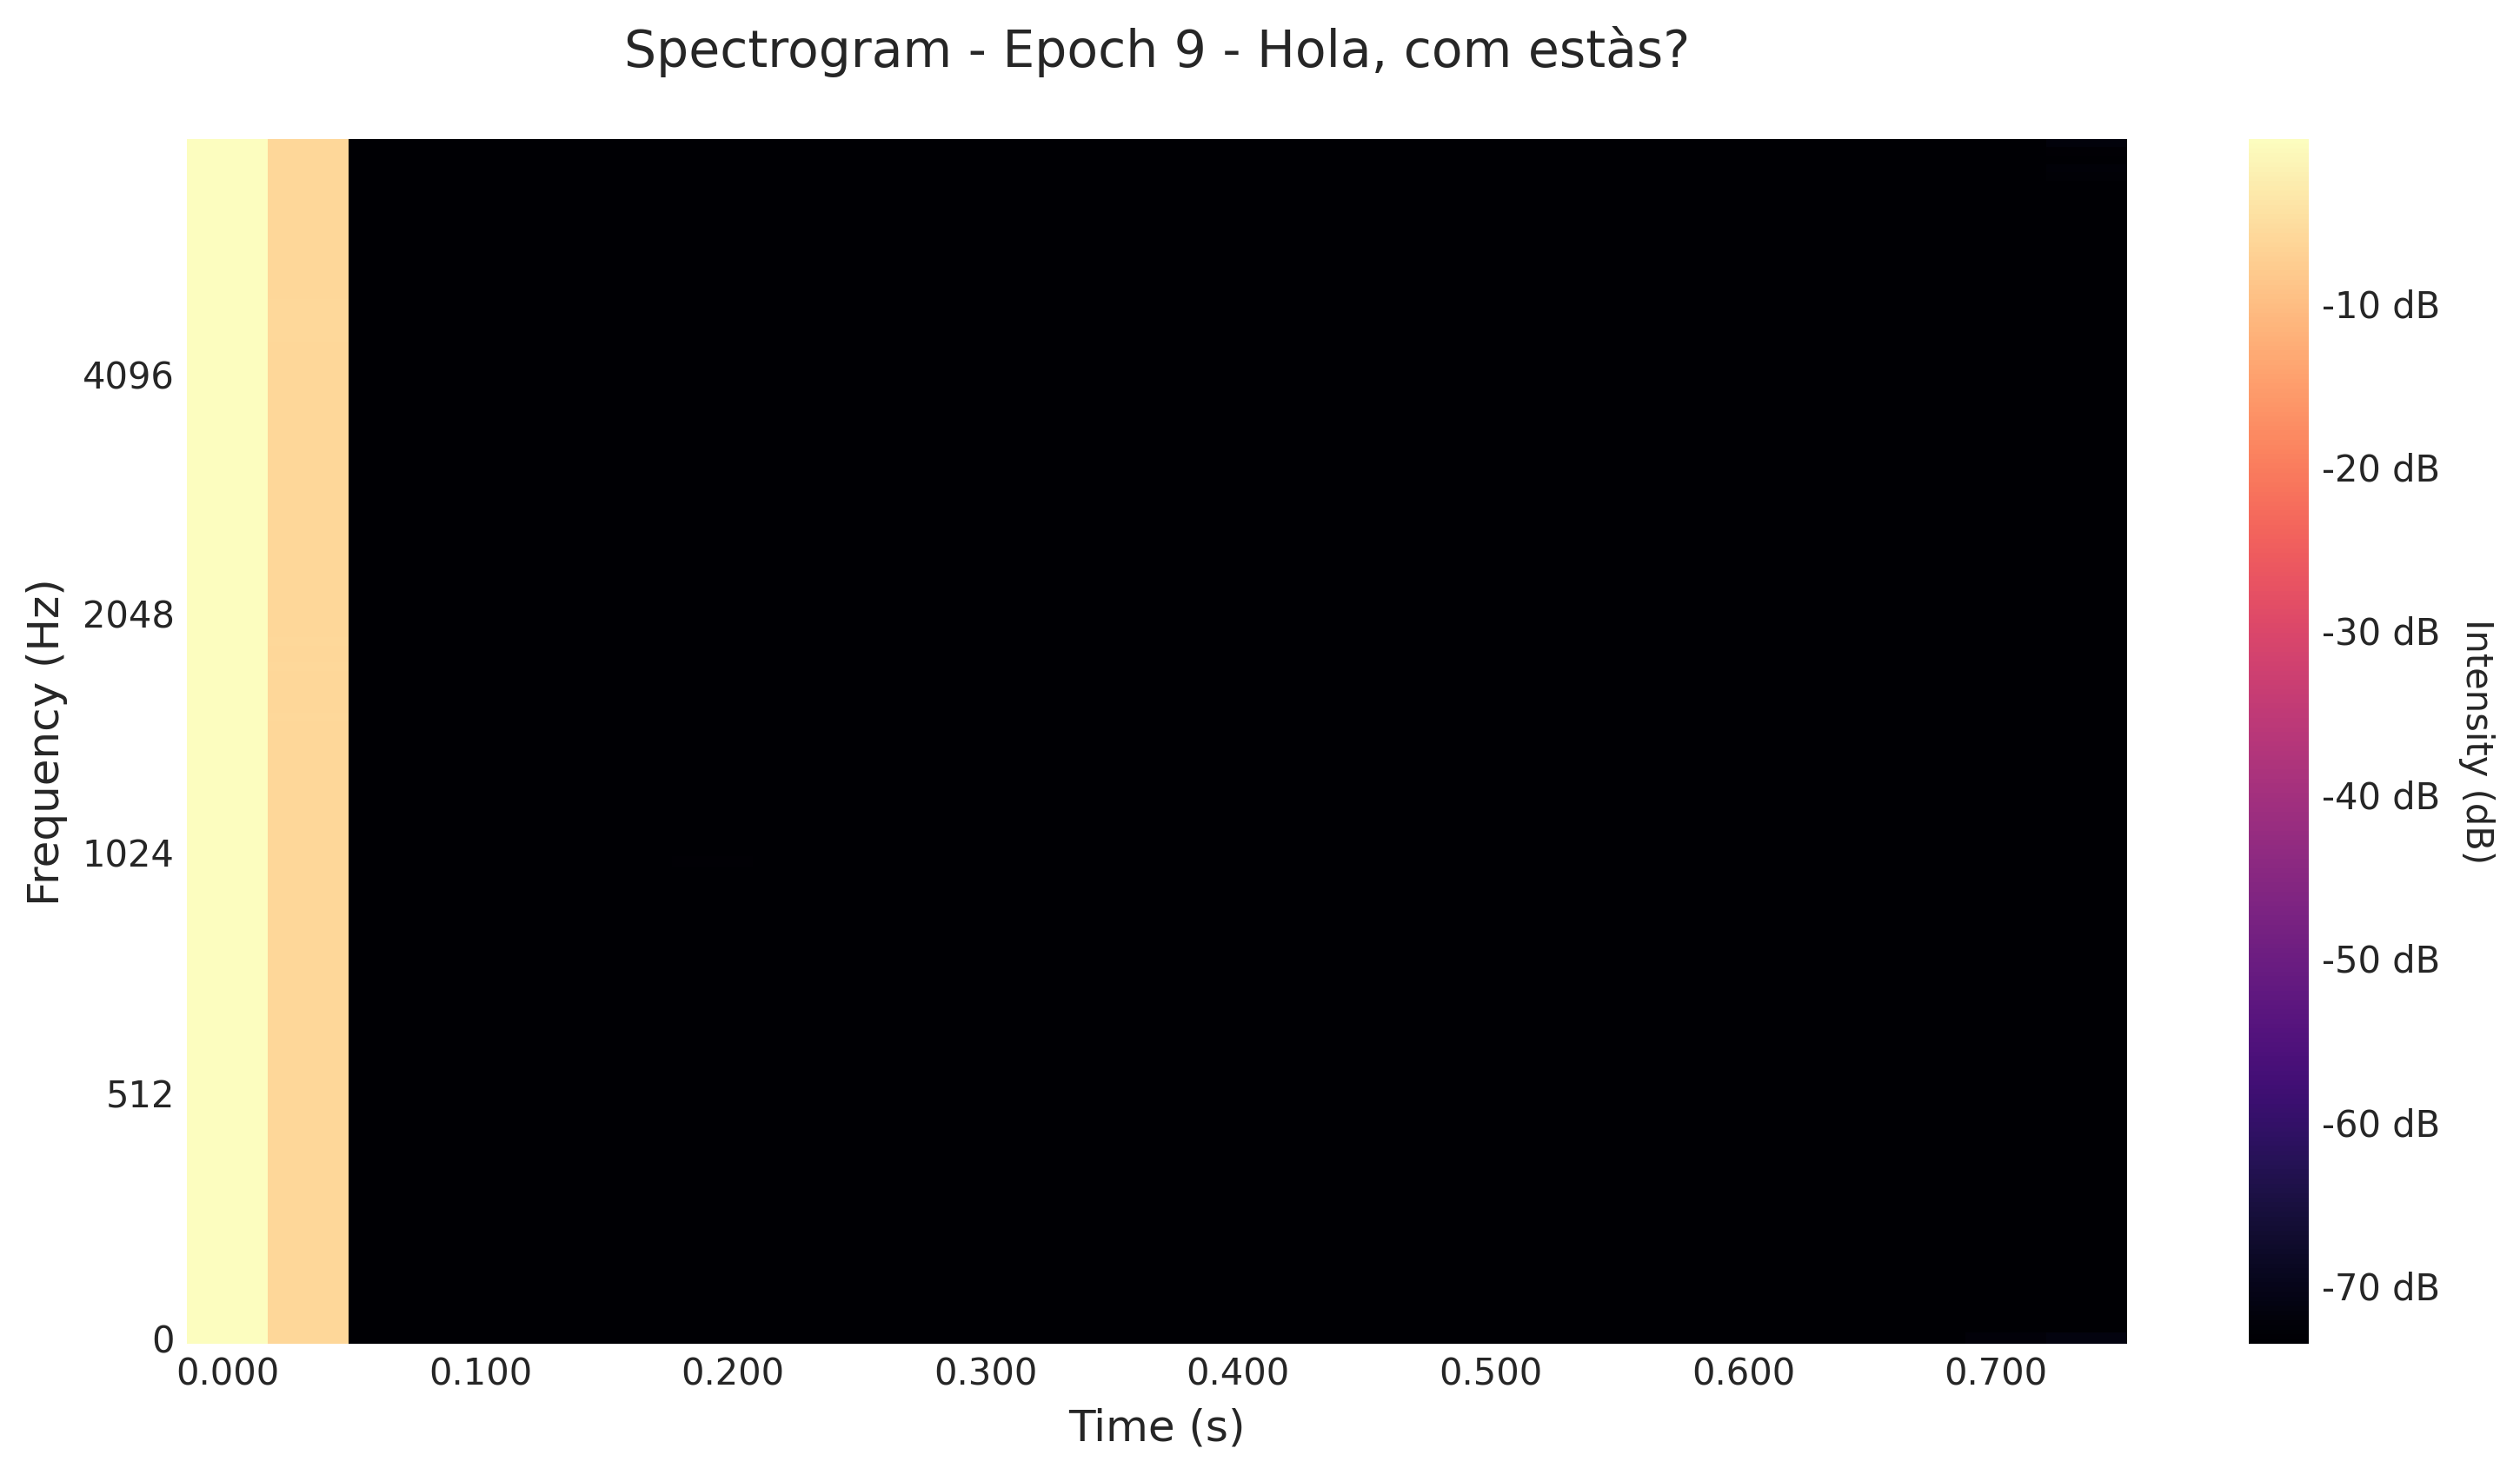 Spectrogram - Epoch 9 - Hola, com estàs?
Frequency (Hz)
4096
2048
1024
512
0
0.000 0.100 0.200 0.300 0.400 0.500 0.600 0.700
Time (s)
-10 dB
-20 dB
-30 dB
-40 dB
-50 dB
-60 dB
-70 dB
Intensity (dB)